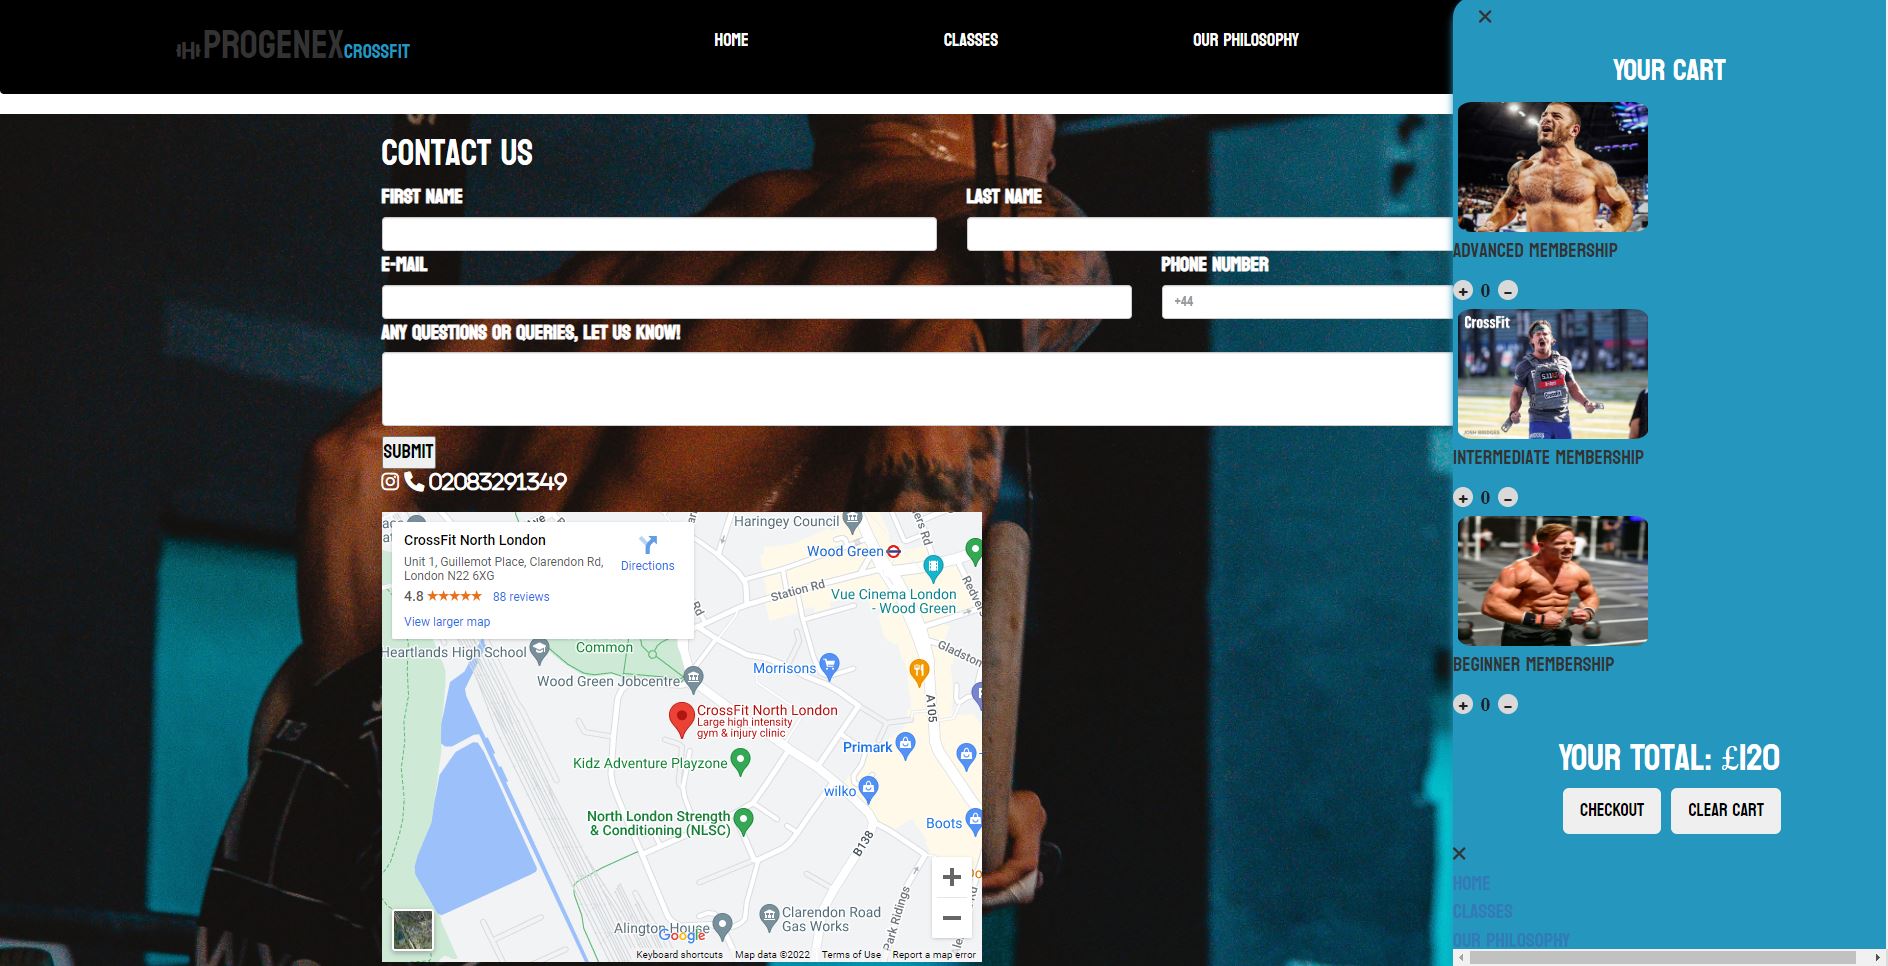 PROGENEXCROSSFIT
HOME
CLASSES
OUR PHILOSOPHY
CONTACT US
FIRST NAME
LAST NAME
E-MAIL
PHONE NUMBER
+44
ANY QUESTIONS OR QUERIES, LET US KNOW!
SUBMIT
02083291349
CrossFit North London
Unit 1, Guillemot Place, Clarendon Rd,
London N22 6XG
Directions
4.8 ★★★★★ 88 reviews
View larger map
Haringey Council
Wood Green
Station Rd
Vue Cinema London
- Wood Green
Rd
Heartlands High School
Common
Morrisons
Wood Green Jobcentre
A105
CrossFit North London
Large high intensity
gym & injury clinic
Primark
Kidz Adventure Playzone
wilko
North London Strength
& Conditioning (NLSC)
Boots
B138
Park Ridings
Clarendon Road
Gas Works
Alington House
Google
Keyboard shortcuts
Map data ©2022
Terms of Use
Report a map error
YOUR CART
ADVANCED MEMBERSHIP
+ 0 -
CrossFit
JOSH BRIDGES
INTERMEDIATE MEMBERSHIP
+ 0 -
BEGINNER MEMBERSHIP
+ 0 -
YOUR TOTAL: £120
CHECKOUT
CLEAR CART
HOME
CLASSES
OUR PHILOSOPHY